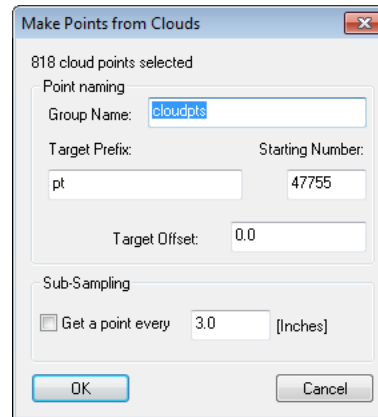 Make Points from Clouds
818 cloud points selected
Point naming
Group Name: cloudpts
Target Prefix: Starting Number:
pt 47755
Target Offset: 0.0
Sub-Sampling
Get a point every 3.0 [Inches]
OK Cancel